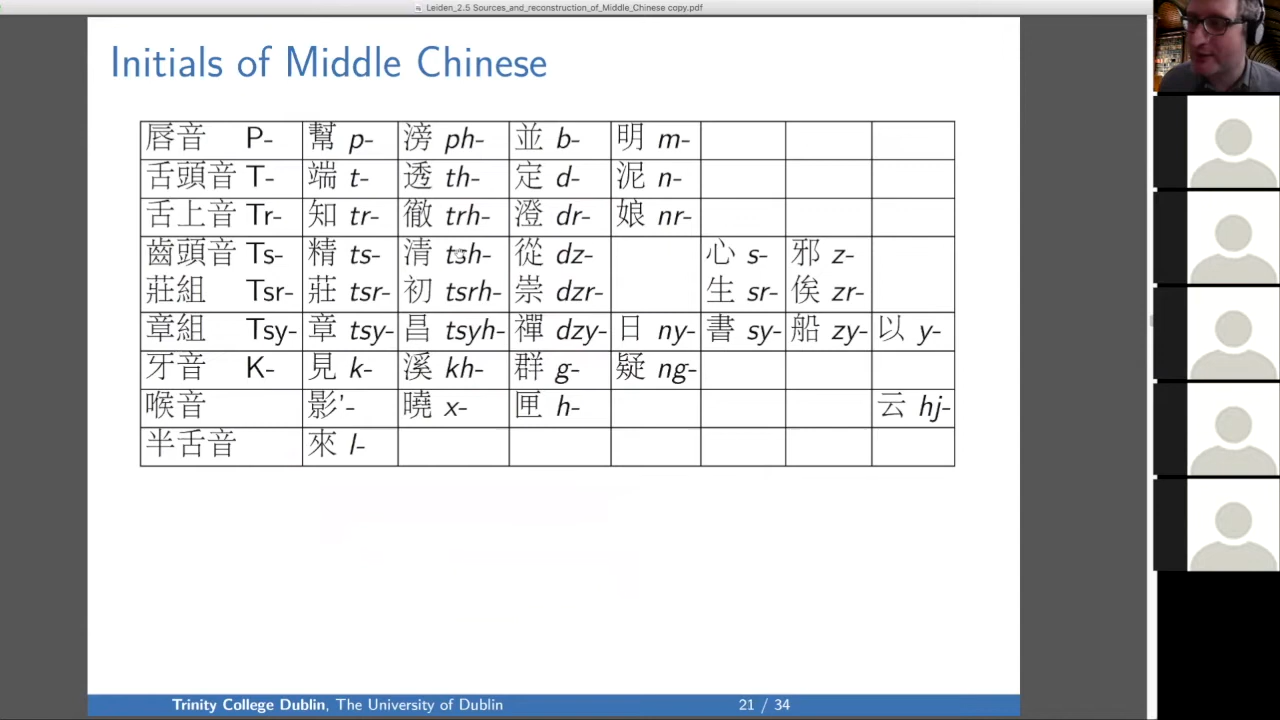 Leiden_2.5 Sources_and_reconstruction_of_Middle_Chinese copy.pdf
Initials of Middle Chinese
唇音 P- 幫 p- 滂 ph- 並 b- 明 m-
舌頭音 T- 端 t- 透 th- 定 d- 泥 n-
舌上音 Tr- 知 tr- 徹 trh- 澄 dr- 娘 nr-
齒頭音 Ts- 精 ts- 清 tsh- 從 dz- 心 s- 邪 z-
莊組 Tsr- 莊 tsr- 初 tsrh- 崇 dzr- 生 sr- 俟 zr-
章組 Tsy- 章 tsy- 昌 tsyh- 禪 dzy- 日 ny- 書 sy- 船 zy- 以 y-
牙音 K- 見 k- 溪 kh- 群 g- 疑 ng-
喉音 影 '- 曉 x- 匣 h- 云 hj-
半舌音 來 l-
Trinity College Dublin, The University of Dublin 21 / 34